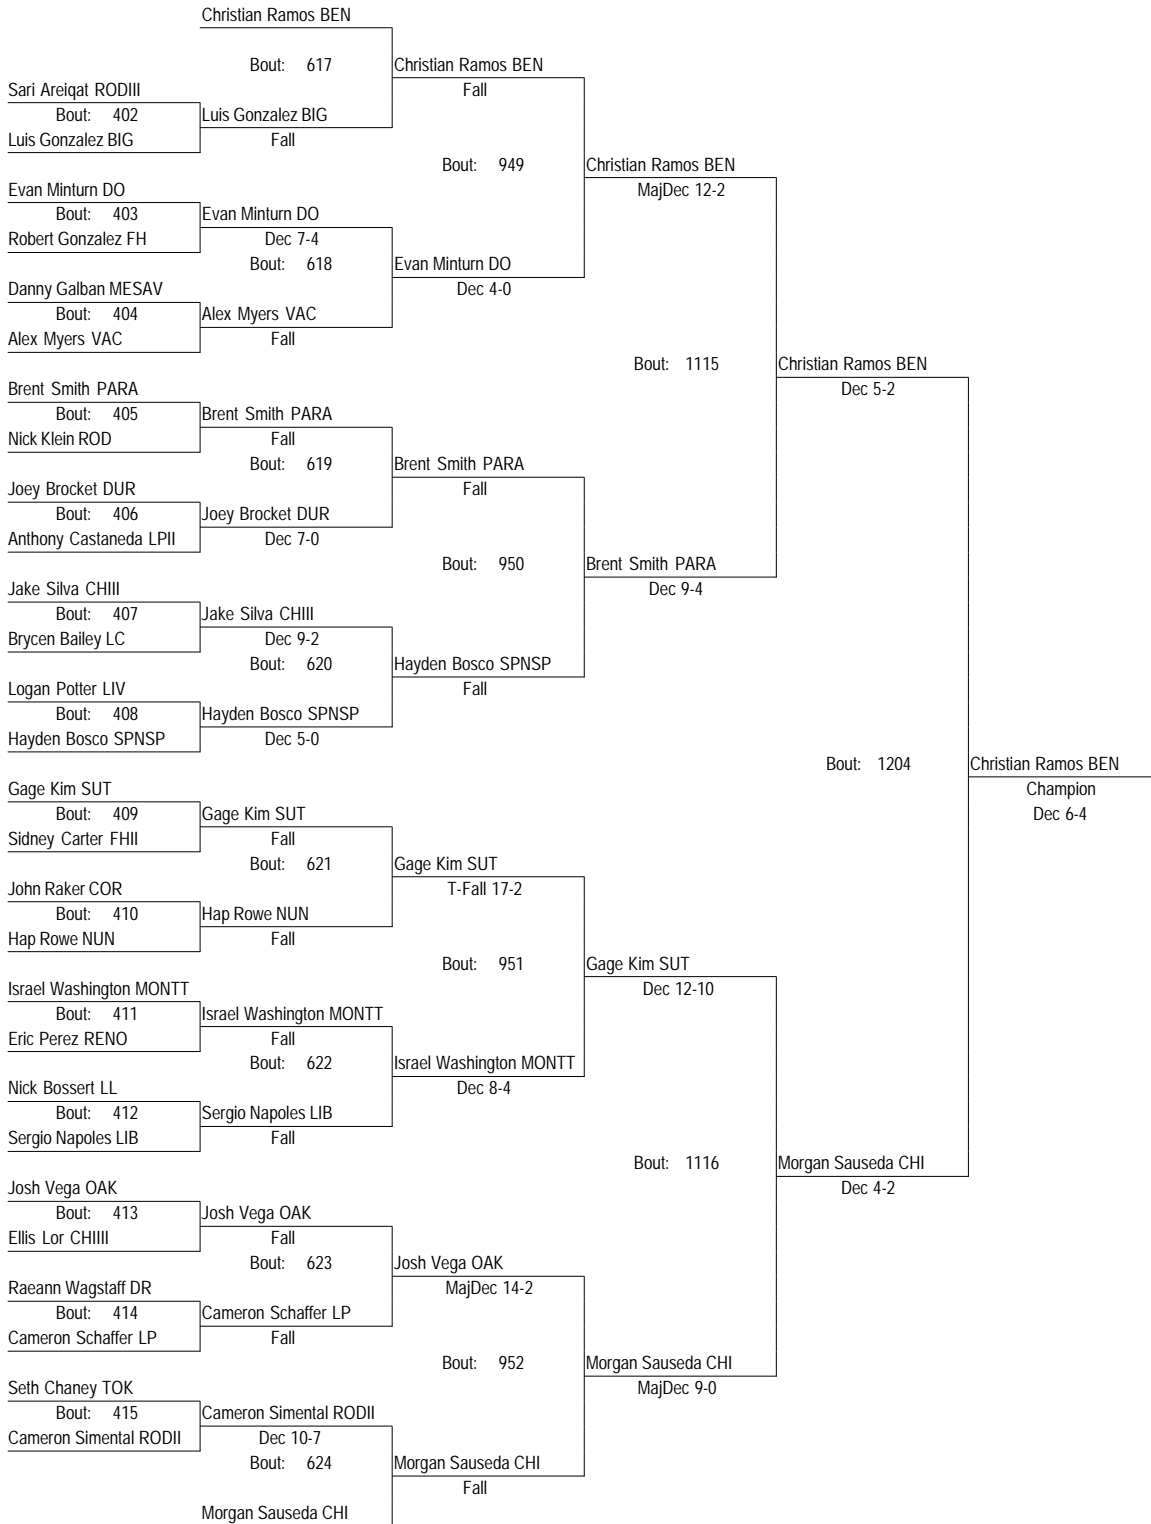 Christian Ramos BEN
Bout: 617
Christian Ramos BEN
Fall
Sari Areiqat RODIII
Bout: 402
Luis Gonzalez BIG
Luis Gonzalez BIG
Fall
Bout: 949
Christian Ramos BEN
MajDec 12-2
Evan Minturn DO
Bout: 403
Evan Minturn DO
Robert Gonzalez FH
Dec 7-4
Bout: 618
Evan Minturn DO
Dec 4-0
Danny Galban MESAV
Bout: 404
Alex Myers VAC
Alex Myers VAC
Fall
Bout: 1115
Christian Ramos BEN
Dec 5-2
Brent Smith PARA
Bout: 405
Brent Smith PARA
Nick Klein ROD
Fall
Bout: 619
Brent Smith PARA
Fall
Joey Brocket DUR
Bout: 406
Joey Brocket DUR
Anthony Castaneda LPII
Dec 7-0
Bout: 950
Brent Smith PARA
Dec 9-4
Jake Silva CHIII
Bout: 407
Jake Silva CHIII
Brycen Bailey LC
Dec 9-2
Bout: 620
Hayden Bosco SPNSP
Fall
Logan Potter LIV
Bout: 408
Hayden Bosco SPNSP
Hayden Bosco SPNSP
Dec 5-0
Bout: 1204
Christian Ramos BEN
Champion
Dec 6-4
Gage Kim SUT
Bout: 409
Gage Kim SUT
Sidney Carter FHII
Fall
Bout: 621
Gage Kim SUT
T-Fall 17-2
John Raker COR
Bout: 410
Hap Rowe NUN
Hap Rowe NUN
Fall
Bout: 951
Gage Kim SUT
Dec 12-10
Israel Washington MONTT
Bout: 411
Israel Washington MONTT
Eric Perez RENO
Fall
Bout: 622
Israel Washington MONTT
Dec 8-4
Nick Bossert LL
Bout: 412
Sergio Napoles LIB
Sergio Napoles LIB
Fall
Bout: 1116
Morgan Sauseda CHI
Dec 4-2
Josh Vega OAK
Bout: 413
Josh Vega OAK
Ellis Lor CHIIII
Fall
Bout: 623
Josh Vega OAK
MajDec 14-2
Raeann Wagstaff DR
Bout: 414
Cameron Schaffer LP
Cameron Schaffer LP
Fall
Bout: 952
Morgan Sauseda CHI
MajDec 9-0
Seth Chaney TOK
Bout: 415
Cameron Simental RODII
Cameron Simental RODII
Dec 10-7
Bout: 624
Morgan Sauseda CHI
Fall
Morgan Sauseda CHI